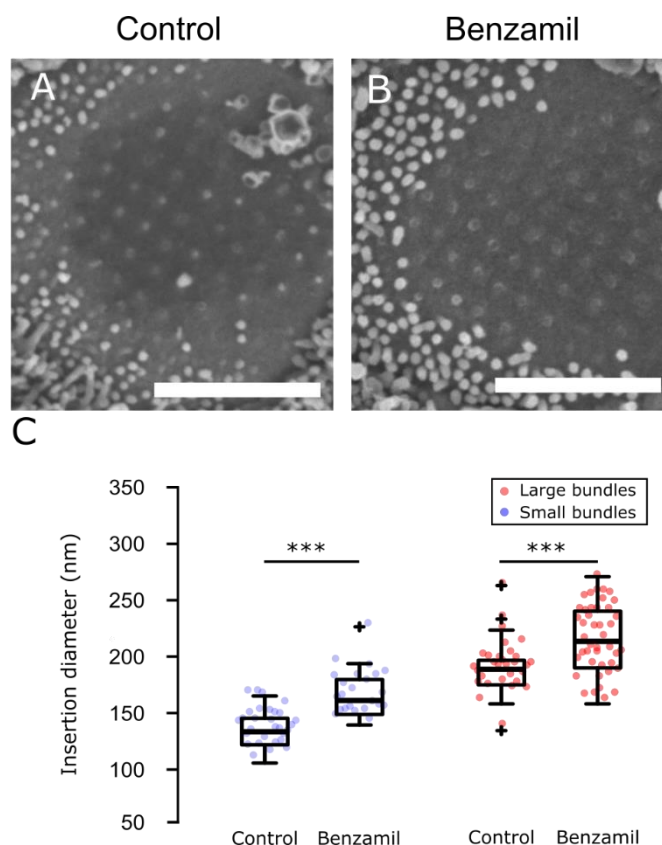 Control
Benzamil
A
B
C
350
300
250
200
150
100
50
Insertion diameter (nm)
Large bundles
Small bundles
***
***
Control
Benzamil
Control
Benzamil